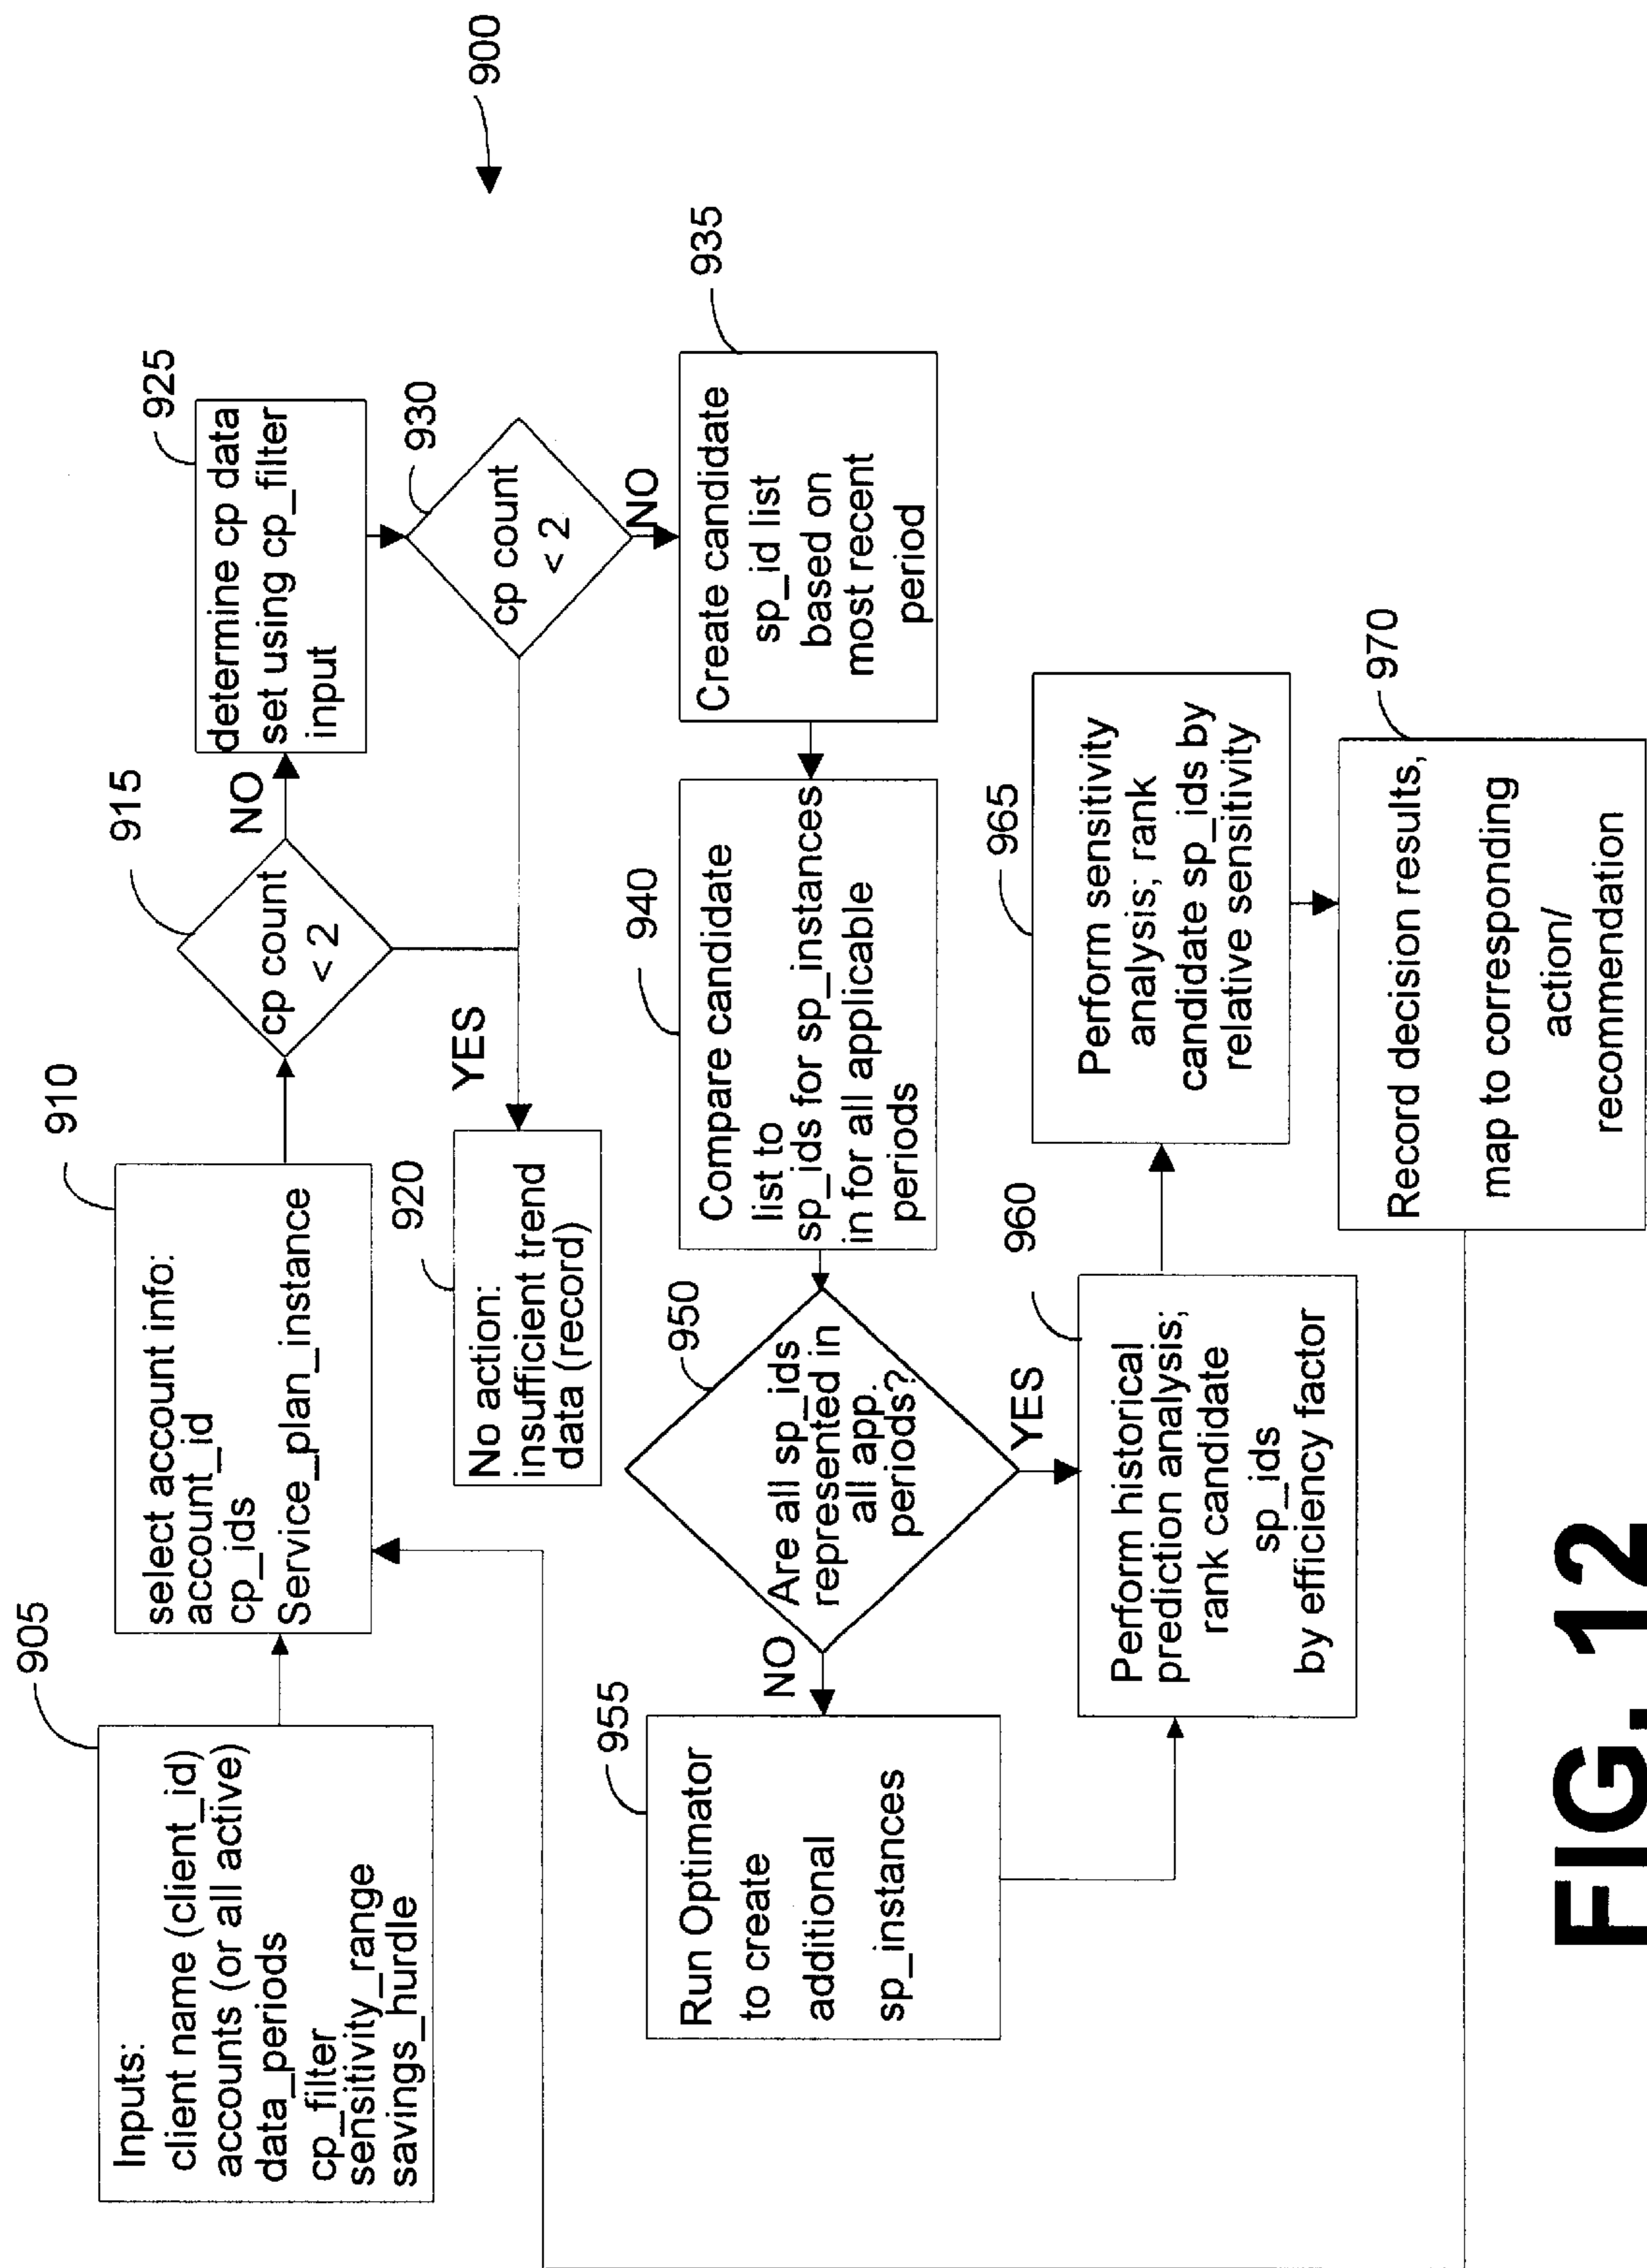 900
905
Inputs:
client name (client_id)
accounts (or all active)
data_periods
cp_filter
sensitivity_range
savings_hurdle
910
select account info:
account_id
cp_ids
Service_plan_instance
915
cp count
< 2
NO
YES
920
No action:
insufficient trend
data (record)
925
determine cp data
set using cp_filter
input
930
cp count
< 2
NO
935
Create candidate
sp_id list
based on
most recent
period
940
Compare candidate
list to
sp_ids for sp_instances
in for all applicable
periods
950
Are all sp_ids
represented in
all app.
periods?
NO
YES
955
Run Optimator
to create
additional
sp_instances
960
Perform historical
prediction analysis;
rank candidate
sp_ids
by efficiency factor
965
Perform sensitivity
analysis; rank
candidate sp_ids by
relative sensitivity
970
Record decision results,
map to corresponding
action/
recommendation
FIG. 12